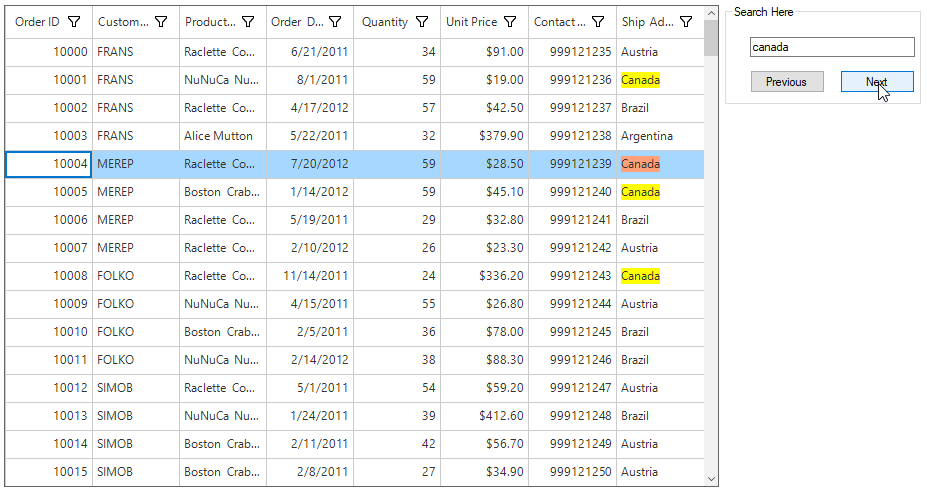 Order ID Custom... Product... Order D... Quantity Unit Price Contact ... Ship Ad... Search Here
10000 FRANS Raclette Co... 6/21/2011 34 $91.00 999121235 Austria canada
10001 FRANS NuNuCa Nu... 8/1/2011 59 $19.00 999121236 Canada Previous Next
10002 FRANS Raclette Co... 4/17/2012 57 $42.50 999121237 Brazil
10003 FRANS Alice Mutton 5/22/2011 32 $379.90 999121238 Argentina
10004 MEREP Raclette Co... 7/20/2012 59 $28.50 999121239 Canada
10005 MEREP Boston Crab... 1/14/2012 59 $45.10 999121240 Canada
10006 MEREP Raclette Co... 5/19/2011 29 $32.80 999121241 Brazil
10007 MEREP Raclette Co... 2/10/2012 26 $23.30 999121242 Austria
10008 FOLKO Raclette Co... 11/14/2011 24 $336.20 999121243 Canada
10009 FOLKO NuNuCa Nu... 4/15/2011 55 $26.80 999121244 Austria
10010 FOLKO Boston Crab... 2/5/2011 36 $78.00 999121245 Brazil
10011 FOLKO NuNuCa Nu... 2/14/2012 38 $88.30 999121246 Brazil
10012 SIMOB Raclette Co... 5/1/2011 54 $59.20 999121247 Austria
10013 SIMOB NuNuCa Nu... 1/24/2011 39 $412.60 999121248 Brazil
10014 SIMOB Boston Crab... 2/11/2011 42 $56.70 999121249 Austria
10015 SIMOB Boston Crab... 2/8/2011 27 $34.90 999121250 Austria